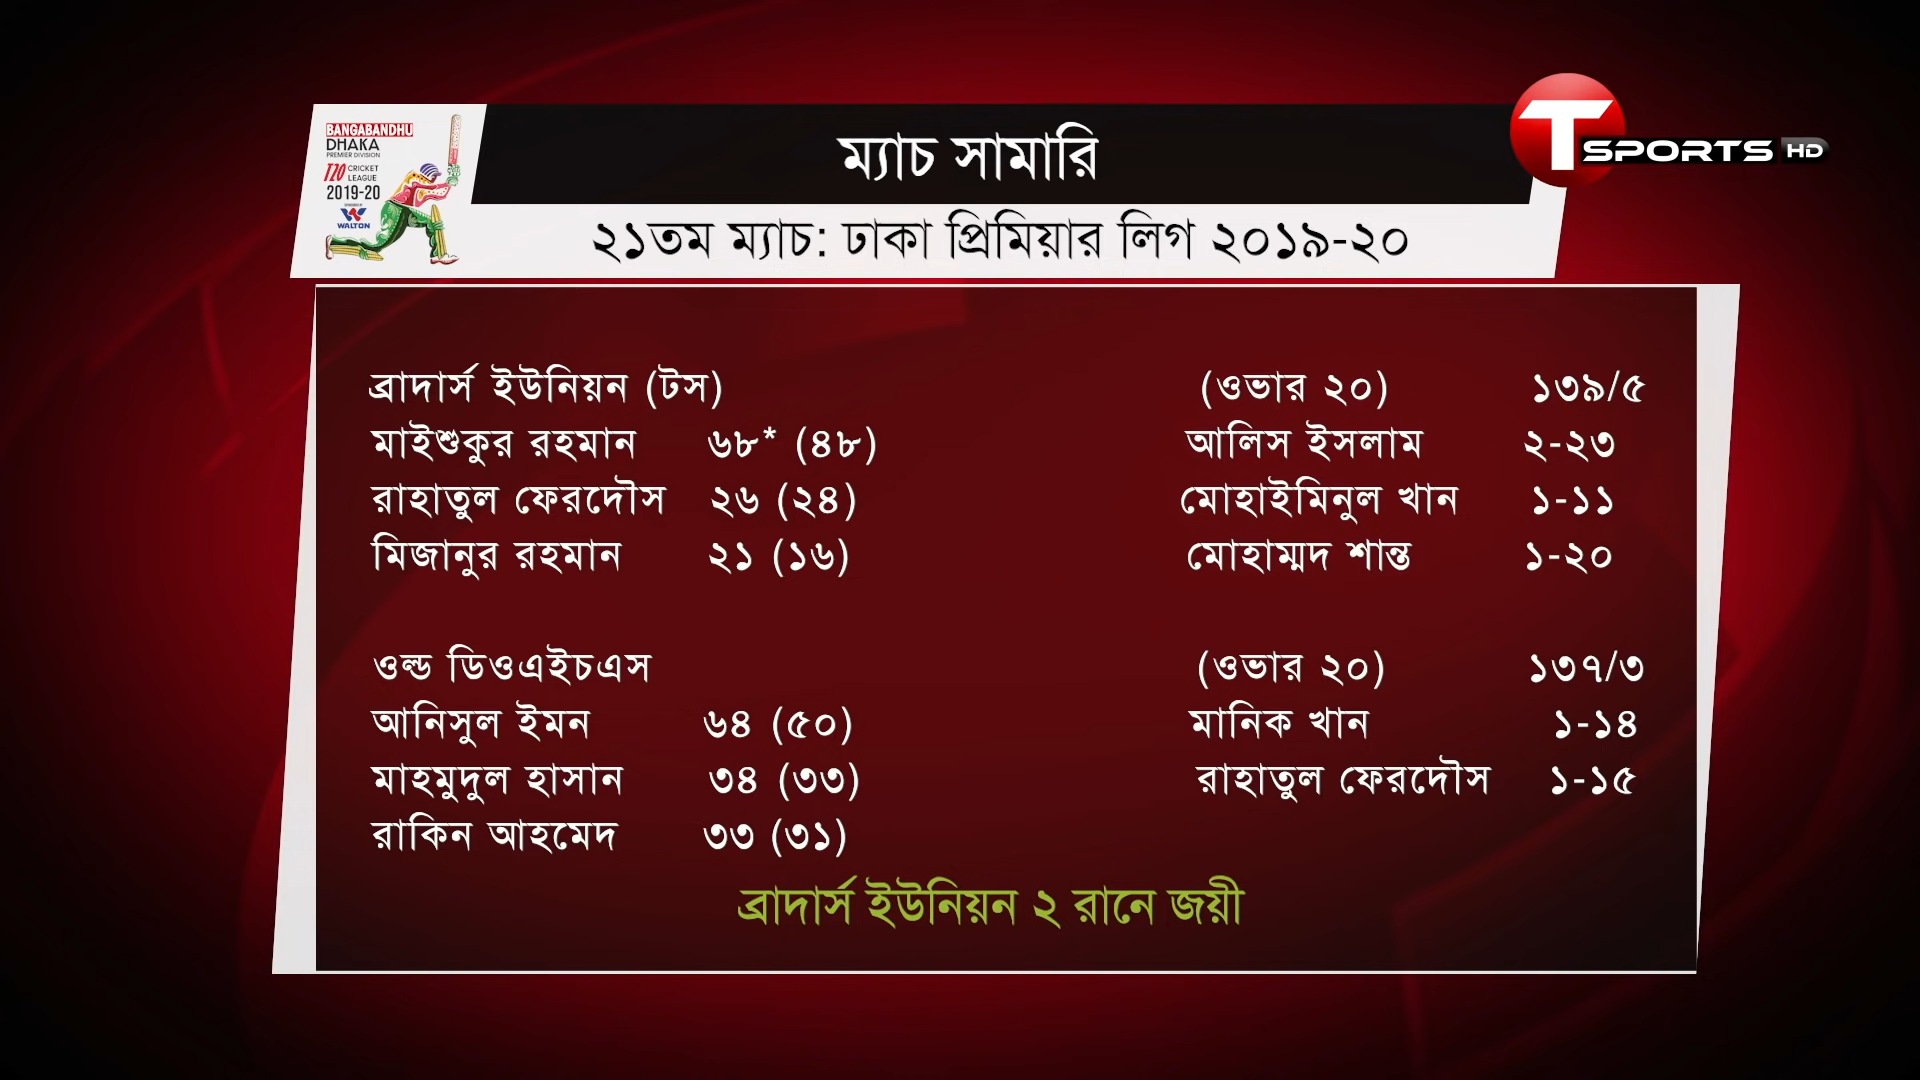 BANGABANDHU
DHAKA
PREMIER DIVISION
T20 CRICKET
LEAGUE
2019-20
SPONSORED BY
WALTON
ম্যাচ সামারি
T SPORTS HD
২১তম ম্যাচ: ঢাকা প্রিমিয়ার লিগ ২০১৯-২০
ব্রাদার্স ইউনিয়ন (টস) (ওভার ২০) ১৩৯/৫
মাইশুকুর রহমান ৬৮* (৪৮) আলিস ইসলাম ২-২৩
রাহাতুল ফেরদৌস ২৬ (২৪) মোহাইমিনুল খান ১-১১
মিজানুর রহমান ২১ (১৬) মোহাম্মদ শান্ত ১-২০
ওল্ড ডিওএইচএস (ওভার ২০) ১৩৭/৩
আনিসুল ইমন ৬৪ (৫০) মানিক খান ১-১৪
মাহমুদুল হাসান ৩৪ (৩৩) রাহাতুল ফেরদৌস ১-১৫
রাকিন আহমেদ ৩৩ (৩১)
ব্রাদার্স ইউনিয়ন ২ রানে জয়ী